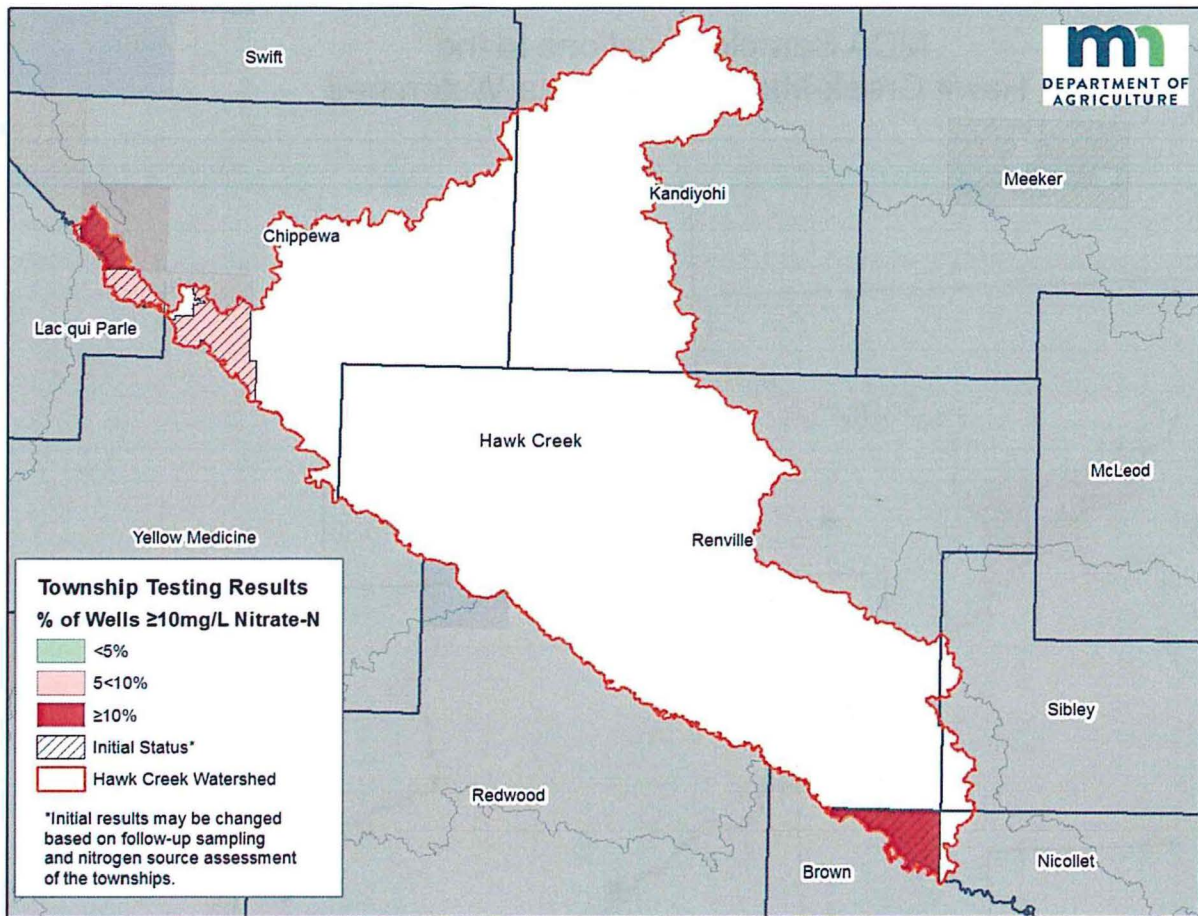 mn
DEPARTMENT OF
AGRICULTURE
Swift
Kandiyohi
Meeker
Chippewa
Lac qui Parle
Hawk Creek
McLeod
Yellow Medicine
Renville
Sibley
Redwood
Brown
Nicollet
Township Testing Results
% of Wells ≥10mg/L Nitrate-N
<5%
5<10%
≥10%
Initial Status*
Hawk Creek Watershed
*Initial results may be changed
based on follow-up sampling
and nitrogen source assessment
of the townships.